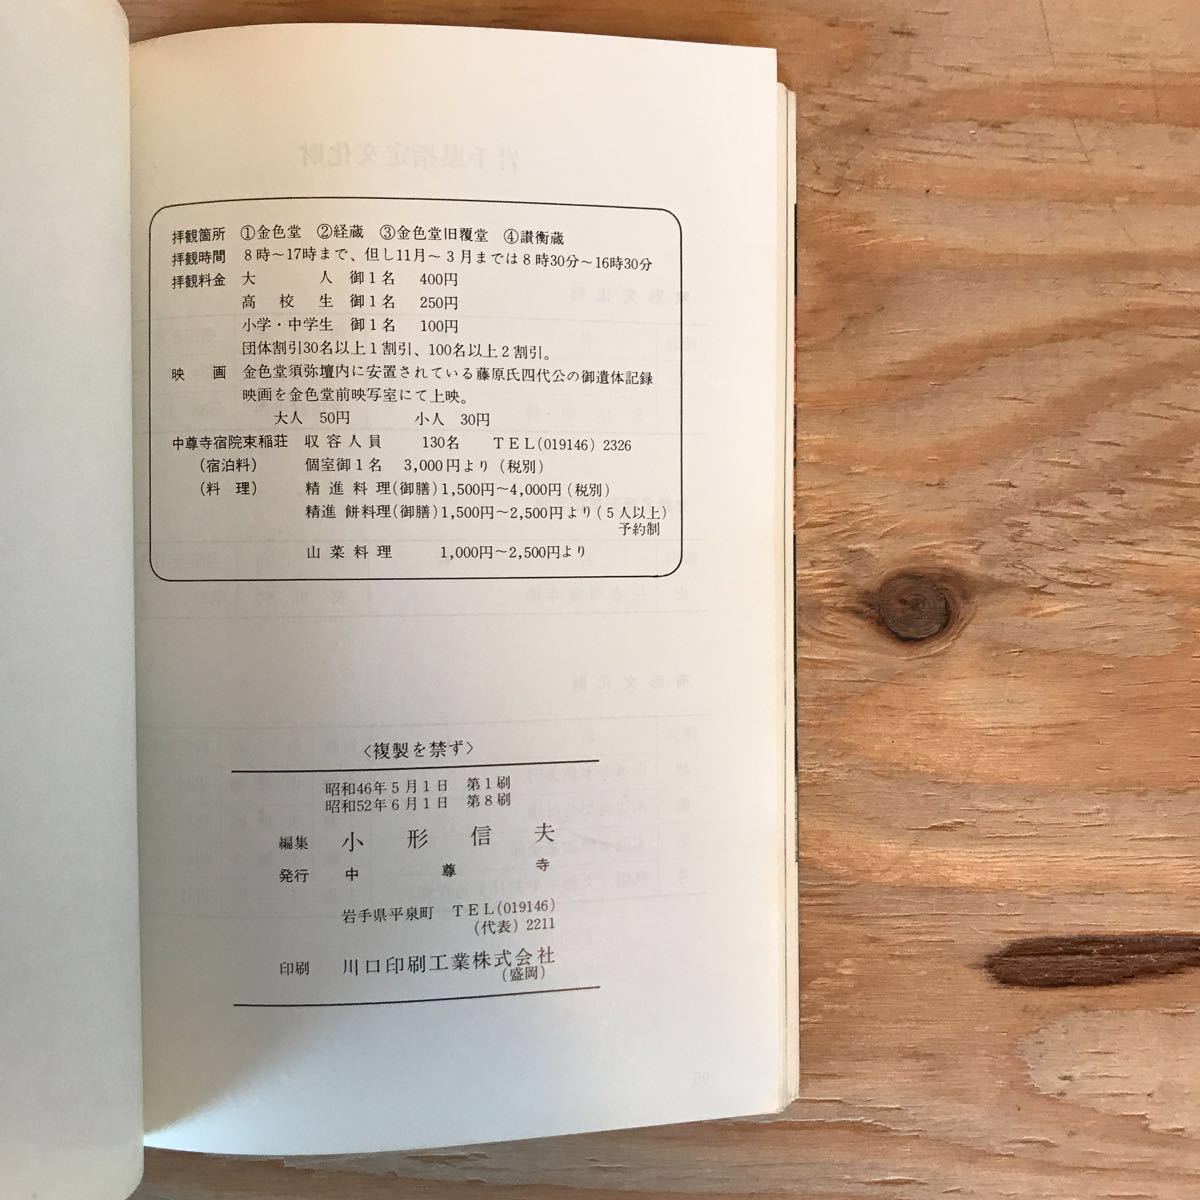 拝観箇所 ①金色堂 ②経蔵 ③金色堂旧覆堂 ④讃衡蔵
拝観時間 8時〜17時まで、但し11月〜3月までは8時30分〜16時30分
拝観料金 大人 御1名 400円
高校生 御1名 250円
小学・中学生 御1名 100円
団体割引30名以上1割引、100名以上2割引。
映画 金色堂須弥壇内に安置されている藤原氏四代公の御遺体記録
映画を金色堂前映写室にて上映。
大人 50円 小人 30円
中尊寺宿院束稲荘 収容人員 130名 TEL(019146) 2326
(宿泊料) 個室御1名 3,000円より (税別)
(料理) 精進料理(御膳) 1,500円〜4,000円 (税別)
精進 餅料理(御膳) 1,500円〜2,500円より (5人以上)
予約制
山菜料理 1,000円〜2,500円より
〈複製を禁ず〉
昭和46年5月1日 第1刷
昭和52年6月1日 第8刷
編集 小形信夫
発行 中尊寺
岩手県平泉町 TEL(019146)
(代表) 2211
印刷 川口印刷工業株式会社
(盛岡)